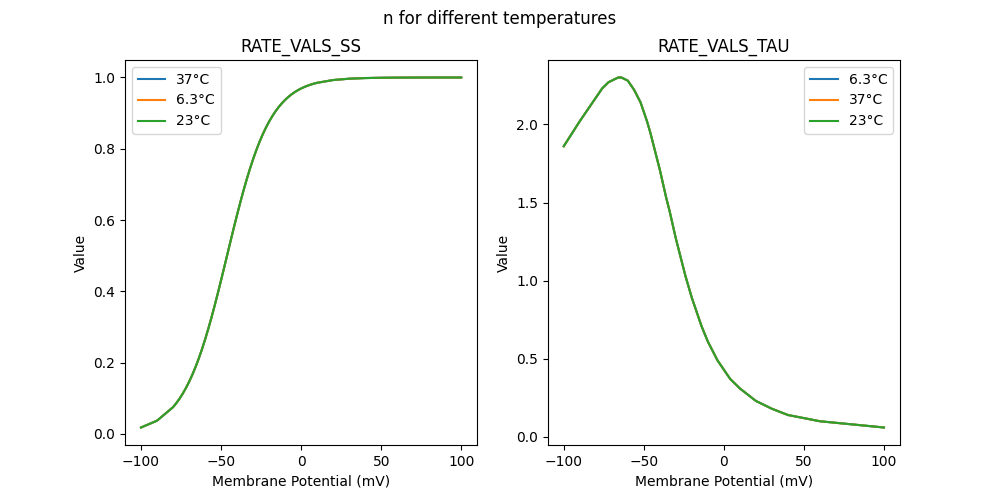 n for different temperatures
RATE_VALS_SS
37°C
6.3°C
23°C
1.0
0.8
0.6
0.4
0.2
0.0
Value
−100 −50 0 50 100
Membrane Potential (mV)
RATE_VALS_TAU
6.3°C
37°C
23°C
2.0
1.5
1.0
0.5
0.0
Value
−100 −50 0 50 100
Membrane Potential (mV)